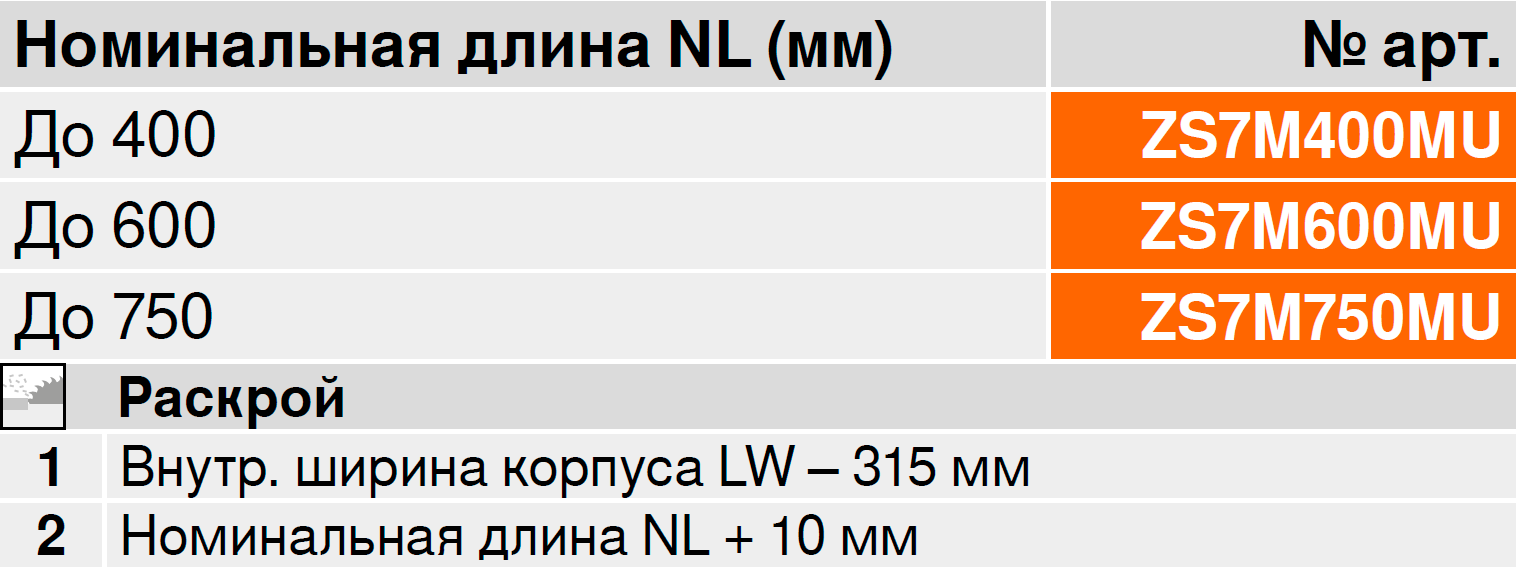 Номинальная длина NL (мм) № арт.
До 400 ZS7M400MU
До 600 ZS7M600MU
До 750 ZS7M750MU
Раскрой
1 Внутр. ширина корпуса LW – 315 мм
2 Номинальная длина NL + 10 мм